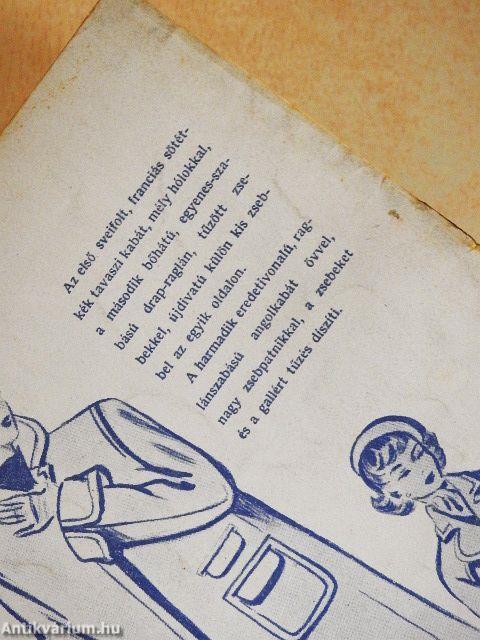 Az első sveifolt, franciás sötét-
kék tavaszi kabát, mély hólokkal,
a második bőhátú, egyenes-sza-
bású drap-raglán, tűzött zse-
bekkel, újdivatú külön kis zseb-
bel az egyik oldalon.
A harmadik eredetivonalú, rag-
lánszabású angolkabát övvel,
nagy zsebpatnikkal, a zsebeket
és a gallért tűzés díszíti.
Antikvárium.hu